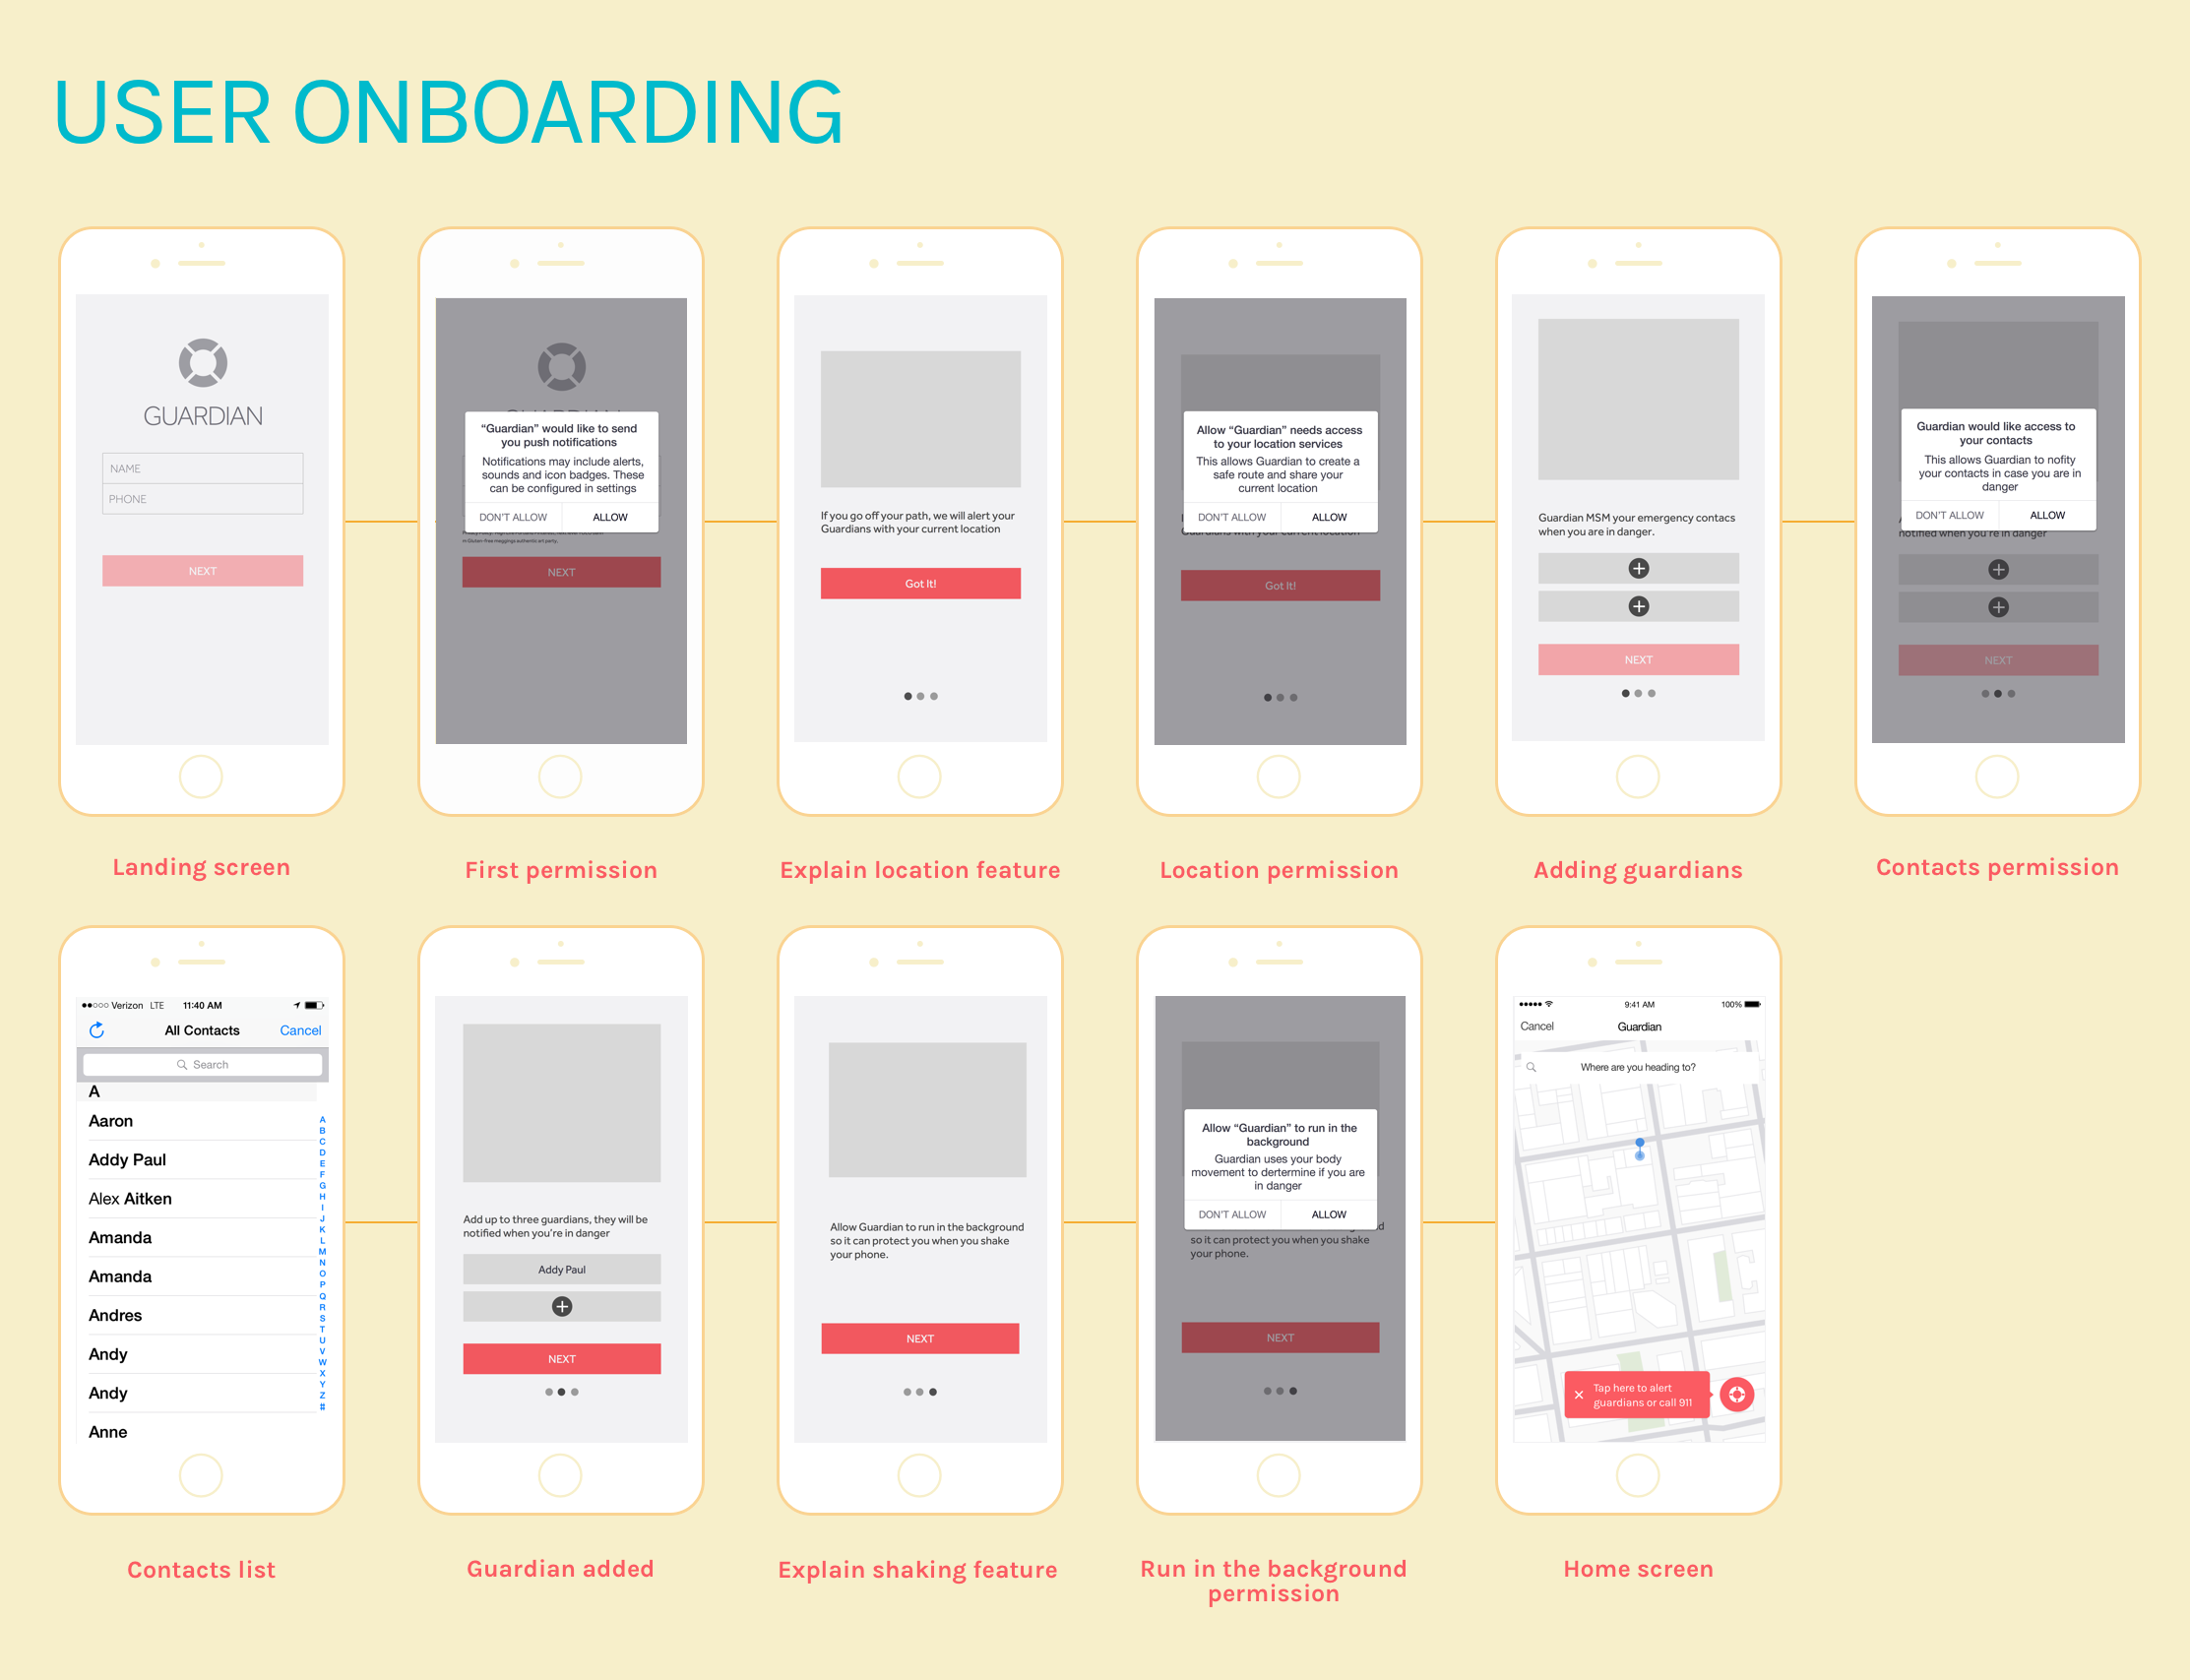 USER ONBOARDING
GUARDIAN
NAME
PHONE
NEXT
Landing screen
“Guardian” would like to send
you push notifications
Notifications may include alerts,
sounds and icon badges. These
can be configured in settings
DON'T ALLOW
ALLOW
in Gluten-free meggings authentic art party.
NEXT
First permission
If you go off your path, we will alert your
Guardians with your current location
Got It!
Explain location feature
Allow “Guardian” needs access
to your location services
This allows Guardian to create a
safe route and share your
current location
DON'T ALLOW
ALLOW
Guardians with your current location
Got It!
Location permission
Guardian MSM your emergency contacs
when you are in danger.
NEXT
Adding guardians
Guardian would like access to
your contacts
This allows Guardian to nofity
your contacts in case you are in
danger
DON'T ALLOW
ALLOW
notified when you're in danger
NEXT
Contacts permission
Verizon LTE 11:40 AM
All Contacts Cancel
Search
A
Aaron
Addy Paul
Alex Aitken
Amanda
Amanda
Andres
Andy
Andy
Anne
A
B
C
D
E
F
G
H
I
J
K
L
M
N
O
P
Q
R
S
T
U
V
W
X
Y
Z
#
Contacts list
Add up to three guardians, they will be
notified when you're in danger
Addy Paul
NEXT
Guardian added
Allow Guardian to run in the background
so it can protect you when you shake
your phone.
NEXT
Explain shaking feature
Allow “Guardian” to run in the
background
Guardian uses your body
movement to dertermine if you are
in danger
DON'T ALLOW
ALLOW
so it can protect you when you shake
your phone.
NEXT
Run in the background
permission
9:41 AM 100%
Cancel Guardian
Where are you heading to?
Tap here to alert
guardians or call 911
Home screen